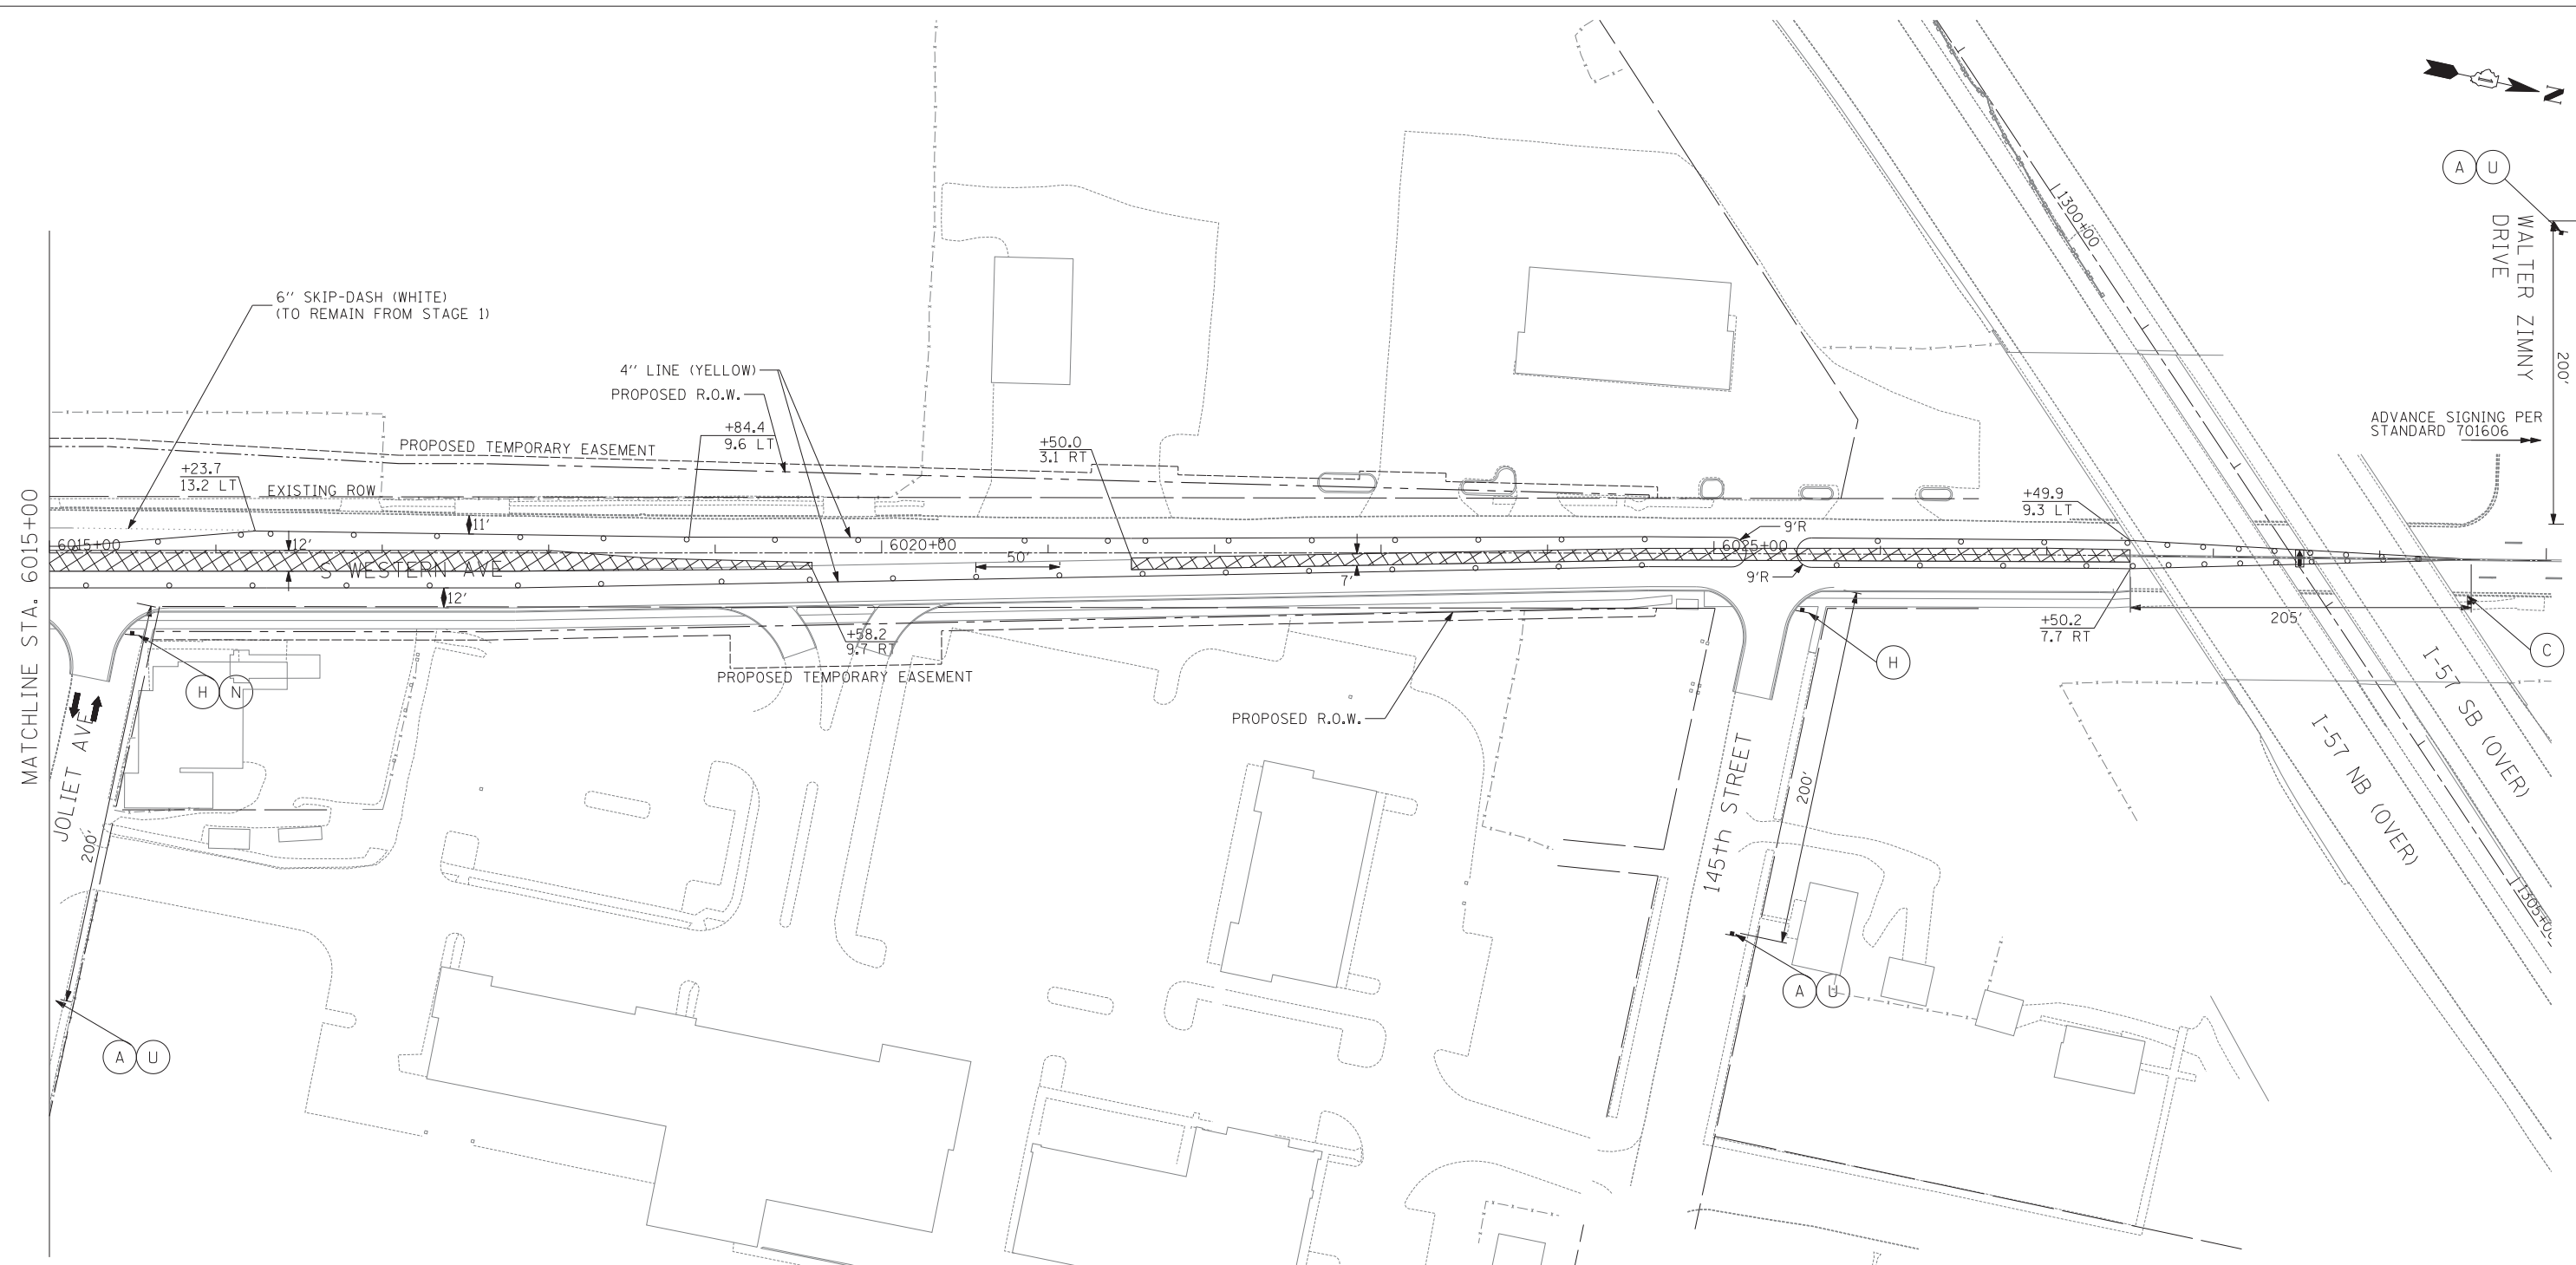 N
A U
WALTER ZIMNY
DRIVE
200'
1300+00
6'' SKIP-DASH (WHITE)
(TO REMAIN FROM STAGE 1)
4'' LINE (YELLOW)
PROPOSED R.O.W.
ADVANCE SIGNING PER
STANDARD 701606
+84.4
9.6 LT
PROPOSED TEMPORARY EASEMENT
+50.0
3.1 RT
+23.7
13.2 LT
EXISTING ROW
+49.9
9.3 LT
11'
9'R
6015+00
12'
6020+00
6025+00
S WESTERN AVE
50'
7'
9'R
12'
MATCHLINE STA. 6015+00
+58.2
9.7 RT
+50.2
7.7 RT
205'
C
H
H N
PROPOSED TEMPORARY EASEMENT
PROPOSED R.O.W.
I-57 SB (OVER)
I-57 NB (OVER)
JOLIET AVE
200'
145th STREET
200'
1305+00
A U
A U